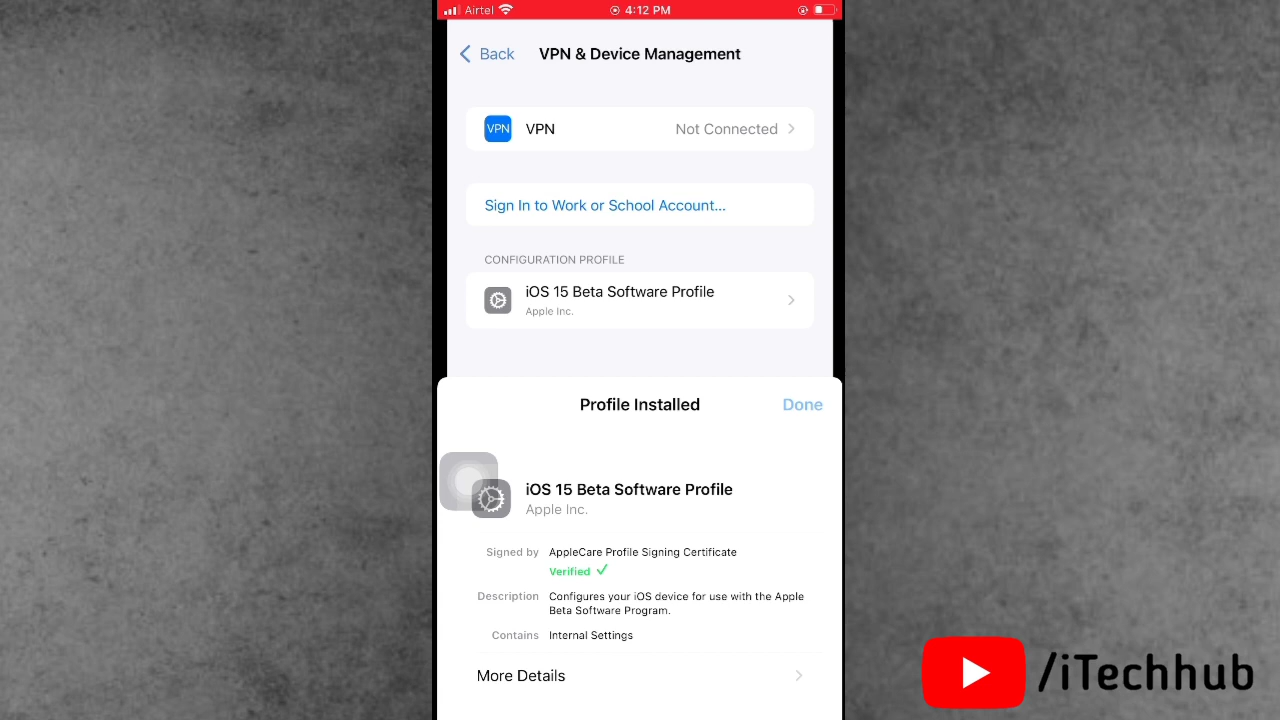 Airtel 4:12 PM
Back VPN & Device Management
VPN VPN Not Connected
Sign In to Work or School Account...
CONFIGURATION PROFILE
iOS 15 Beta Software Profile
Apple Inc.
Profile Installed Done
iOS 15 Beta Software Profile
Apple Inc.
Signed by AppleCare Profile Signing Certificate
Verified ✓
Description Configures your iOS device for use with the Apple
Beta Software Program.
Contains Internal Settings
More Details
/iTechhub